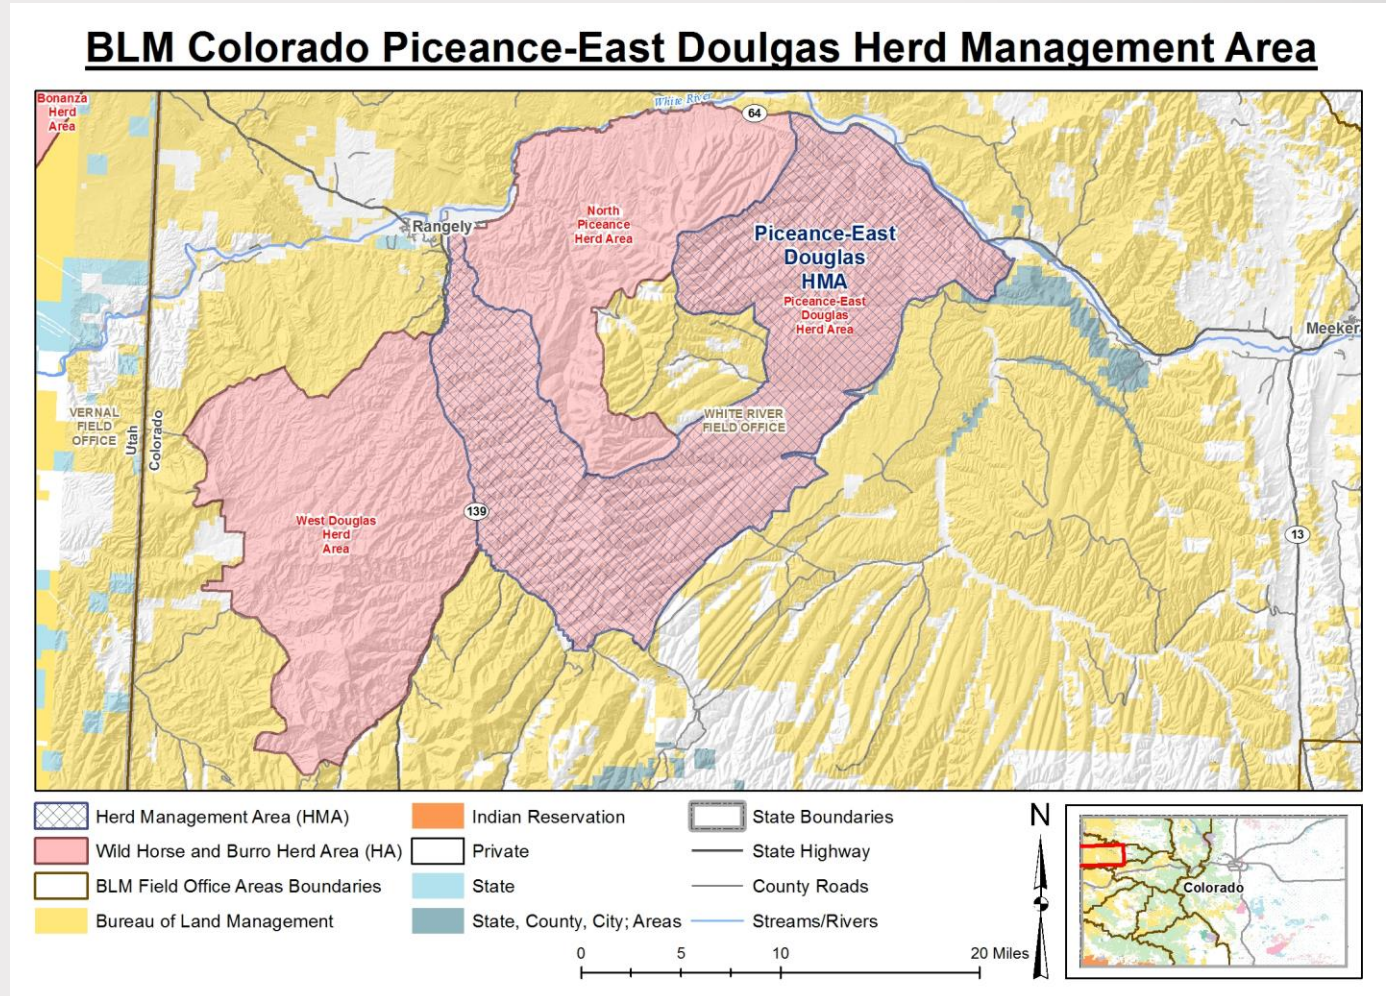 BLM Colorado Piceance-East Doulgas Herd Management Area
Bonanza
Herd
Area
White River
64
North
Piceance
Herd Area
Rangely
Piceance-East
Douglas
HMA
Piceance-East
Douglas
Herd Area
Meeker
VERNAL
FIELD
OFFICE
Utah
Colorado
WHITE RIVER
FIELD OFFICE
West Douglas
Herd
Area
139
13
Herd Management Area (HMA)
Wild Horse and Burro Herd Area (HA)
BLM Field Office Areas Boundaries
Bureau of Land Management
Indian Reservation
Private
State
State, County, City; Areas
State Boundaries
State Highway
County Roads
Streams/Rivers
0 5 10 20 Miles
N
Colorado